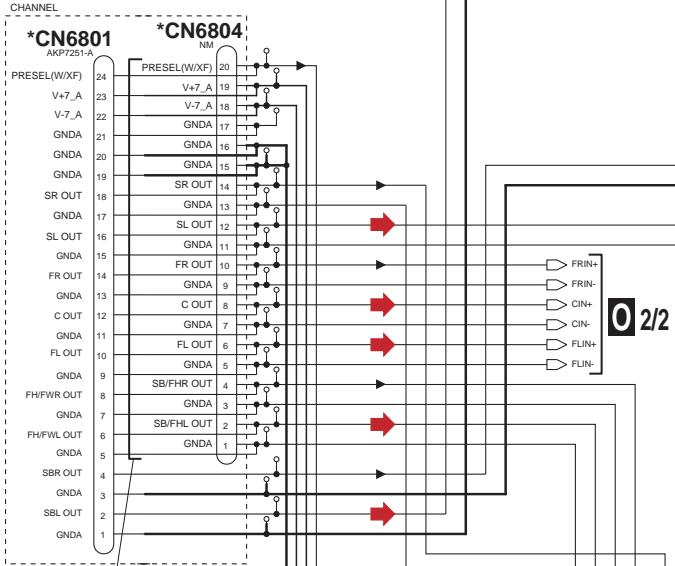 CHANNEL
*CN6801
AKP7251-A
*CN6804
NM
PRESEL(W/XF) 24
V+7_A 23
V-7_A 22
GNDA 21
GNDA 20
GNDA 19
SR OUT 18
GNDA 17
SL OUT 16
GNDA 15
FR OUT 14
GNDA 13
C OUT 12
GNDA 11
FL OUT 10
GNDA 9
FH/FWR OUT 8
GNDA 7
FH/FWL OUT 6
GNDA 5
SBR OUT 4
GNDA 3
SBL OUT 2
GNDA 1
PRESEL(W/XF) 20
V+7_A 19
V-7_A 18
GNDA 17
GNDA 16
GNDA 15
SR OUT 14
GNDA 13
SL OUT 12
GNDA 11
FR OUT 10
GNDA 9
C OUT 8
GNDA 7
FL OUT 6
GNDA 5
SB/FHR OUT 4
GNDA 3
SB/FHL OUT 2
GNDA 1
FRIN+
FRIN-
CIN+
CIN-
FLIN+
FLIN-
O 2/2